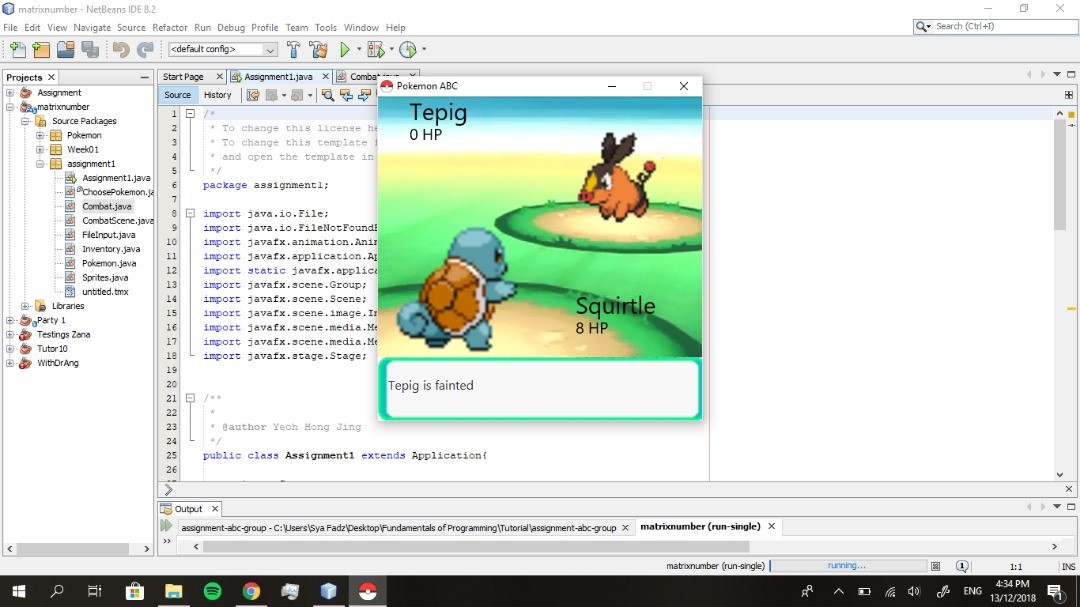 matrixnumber - NetBeans IDE 8.2
File Edit View Navigate Source Refactor Run Debug Profile Team Tools Window Help
Search (Ctrl+I)
<default config>
Projects
Assignment
matrixnumber
Source Packages
Pokemon
Week01
assignment1
Assignment1.java
ChoosePokemon.ja
Combat.java
CombatScene.java
FileInput.java
Inventory.java
Pokemon.java
Sprites.java
untitled.tmx
Libraries
Party 1
Testings Zana
Tutor10
WithDrAng
Start Page
Assignment1.java
Combat.java
Source History
1 /*
2 * To change this license he
3 * To change this template f
4 * and open the template in
5 */
6 package assignment1;
7
8 import java.io.File;
9 import java.io.FileNotFoundE
10 import javafx.animation.Anim
11 import javafx.application.Ap
12 import static javafx.applica
13 import javafx.scene.Group;
14 import javafx.scene.Scene;
15 import javafx.scene.image.Im
16 import javafx.scene.media.Me
17 import javafx.scene.media.Me
18 import javafx.stage.Stage;
19
20
21 /**
22 *
23 * @author Yeoh Hong Jing
24 */
25 public class Assignment1 extends Application{
26
Pokemon ABC
Tepig
0 HP
Squirtle
8 HP
Tepig is fainted
Output
assignment-abc-group - C:\Users\Sya Fadz\Desktop\Fundamentals of Programming\Tutorial\assignment-abc-group
matrixnumber (run-single)
matrixnumber (run-single)
running...
1
1:1
INS
ENG
4:34 PM
13/12/2018
1